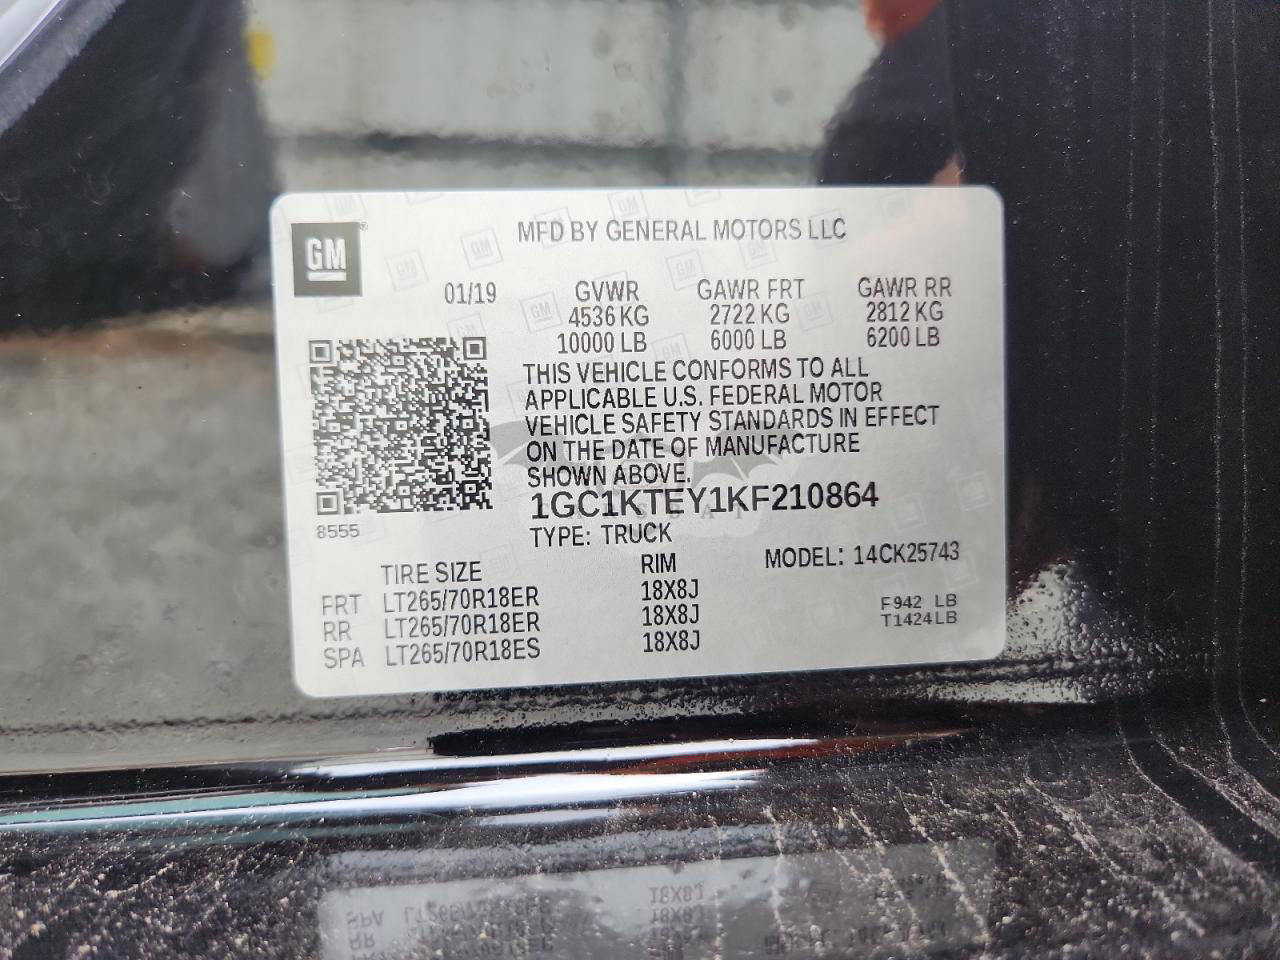 GM
MFD BY GENERAL MOTORS LLC
01/19 GVWR GAWR FRT GAWR RR
4536 KG 2722 KG 2812 KG
10000 LB 6000 LB 6200 LB
THIS VEHICLE CONFORMS TO ALL
APPLICABLE U.S. FEDERAL MOTOR
VEHICLE SAFETY STANDARDS IN EFFECT
ON THE DATE OF MANUFACTURE
SHOWN ABOVE.
1GC1KTEY1KF210864
8555
TYPE: TRUCK
TIRE SIZE RIM MODEL: 14CK25743
FRT LT265/70R18ER 18X8J
RR LT265/70R18ER 18X8J
SPA LT265/70R18ES 18X8J
F942 LB
T1424LB